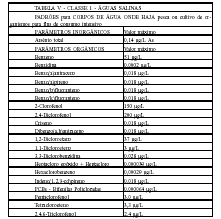 TABELA V - CLASSE 1 - ÁGUAS SALINAS
PADRÕES para CORPOS DE ÁGUA ONDE HAJA pesca ou cultivo de or-
ganismos para fins de consumo intensivo
PARÂMETROS INORGÂNICOS Valor máximo
Arsênio total 0,14 µg/L As
PARÂMETROS ORGÂNICOS Valor máximo
Benzeno 51 µg/L
Benzidina 0,0002 µg/L
Benzo(a)antraceno 0,018 µg/L
Benzo(a)pireno 0,018 µg/L
Benzo(b)fluoranteno 0,018 µg/L
Benzo(k)fluoranteno 0,018 µg/L
2-Clorofenol 150 µg/L
2,4-Diclorofenol 290 µg/L
Criseno 0,018 µg/L
Dibenzo(a,h)antraceno 0,018 µg/L
1,2-Dicloroetano 37 µg/L
1,1-Dicloroeteno 3 µg/L
3,3-Diclorobenzidina 0,028 µg/L
Heptacloro epóxido + Heptacloro 0,000039 µg/L
Hexaclorobenzeno 0,00029 µg/L
Indeno(1,2,3-cd)pireno 0,018 µg/L
PCBs - Bifenilas Policloradas 0,000064 µg/L
Pentaclorofenol 3,0 µg/L
Tetracloroeteno 3,3 µg/L
2,4,6-Triclorofenol 2,4 µg/L